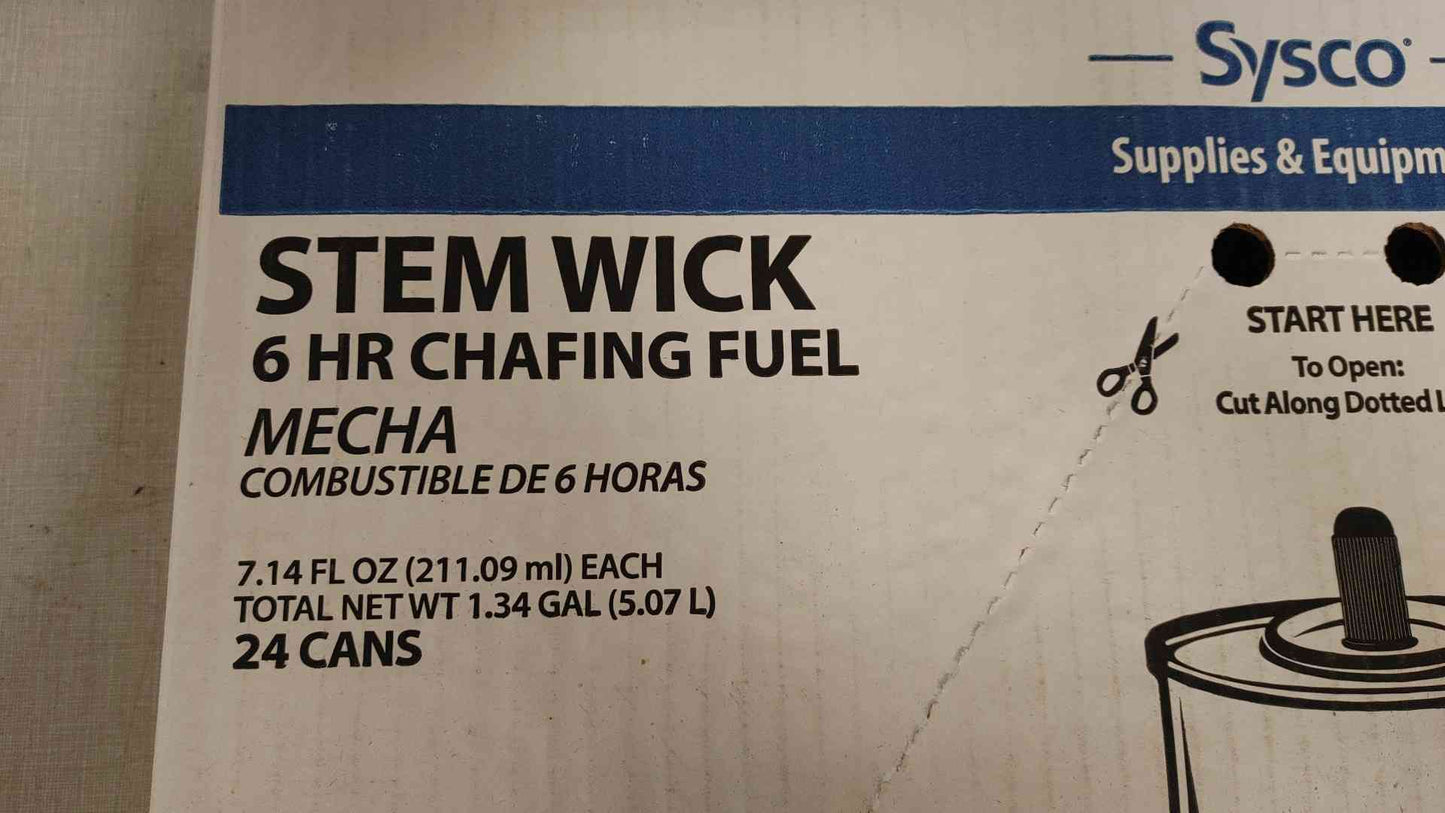 Sysco®
Supplies & Equipm
STEM WICK
6 HR CHAFING FUEL
MECHA
COMBUSTIBLE DE 6 HORAS
7.14 FL OZ (211.09 ml) EACH
TOTAL NET WT 1.34 GAL (5.07 L)
24 CANS
START HERE
To Open:
Cut Along Dotted L